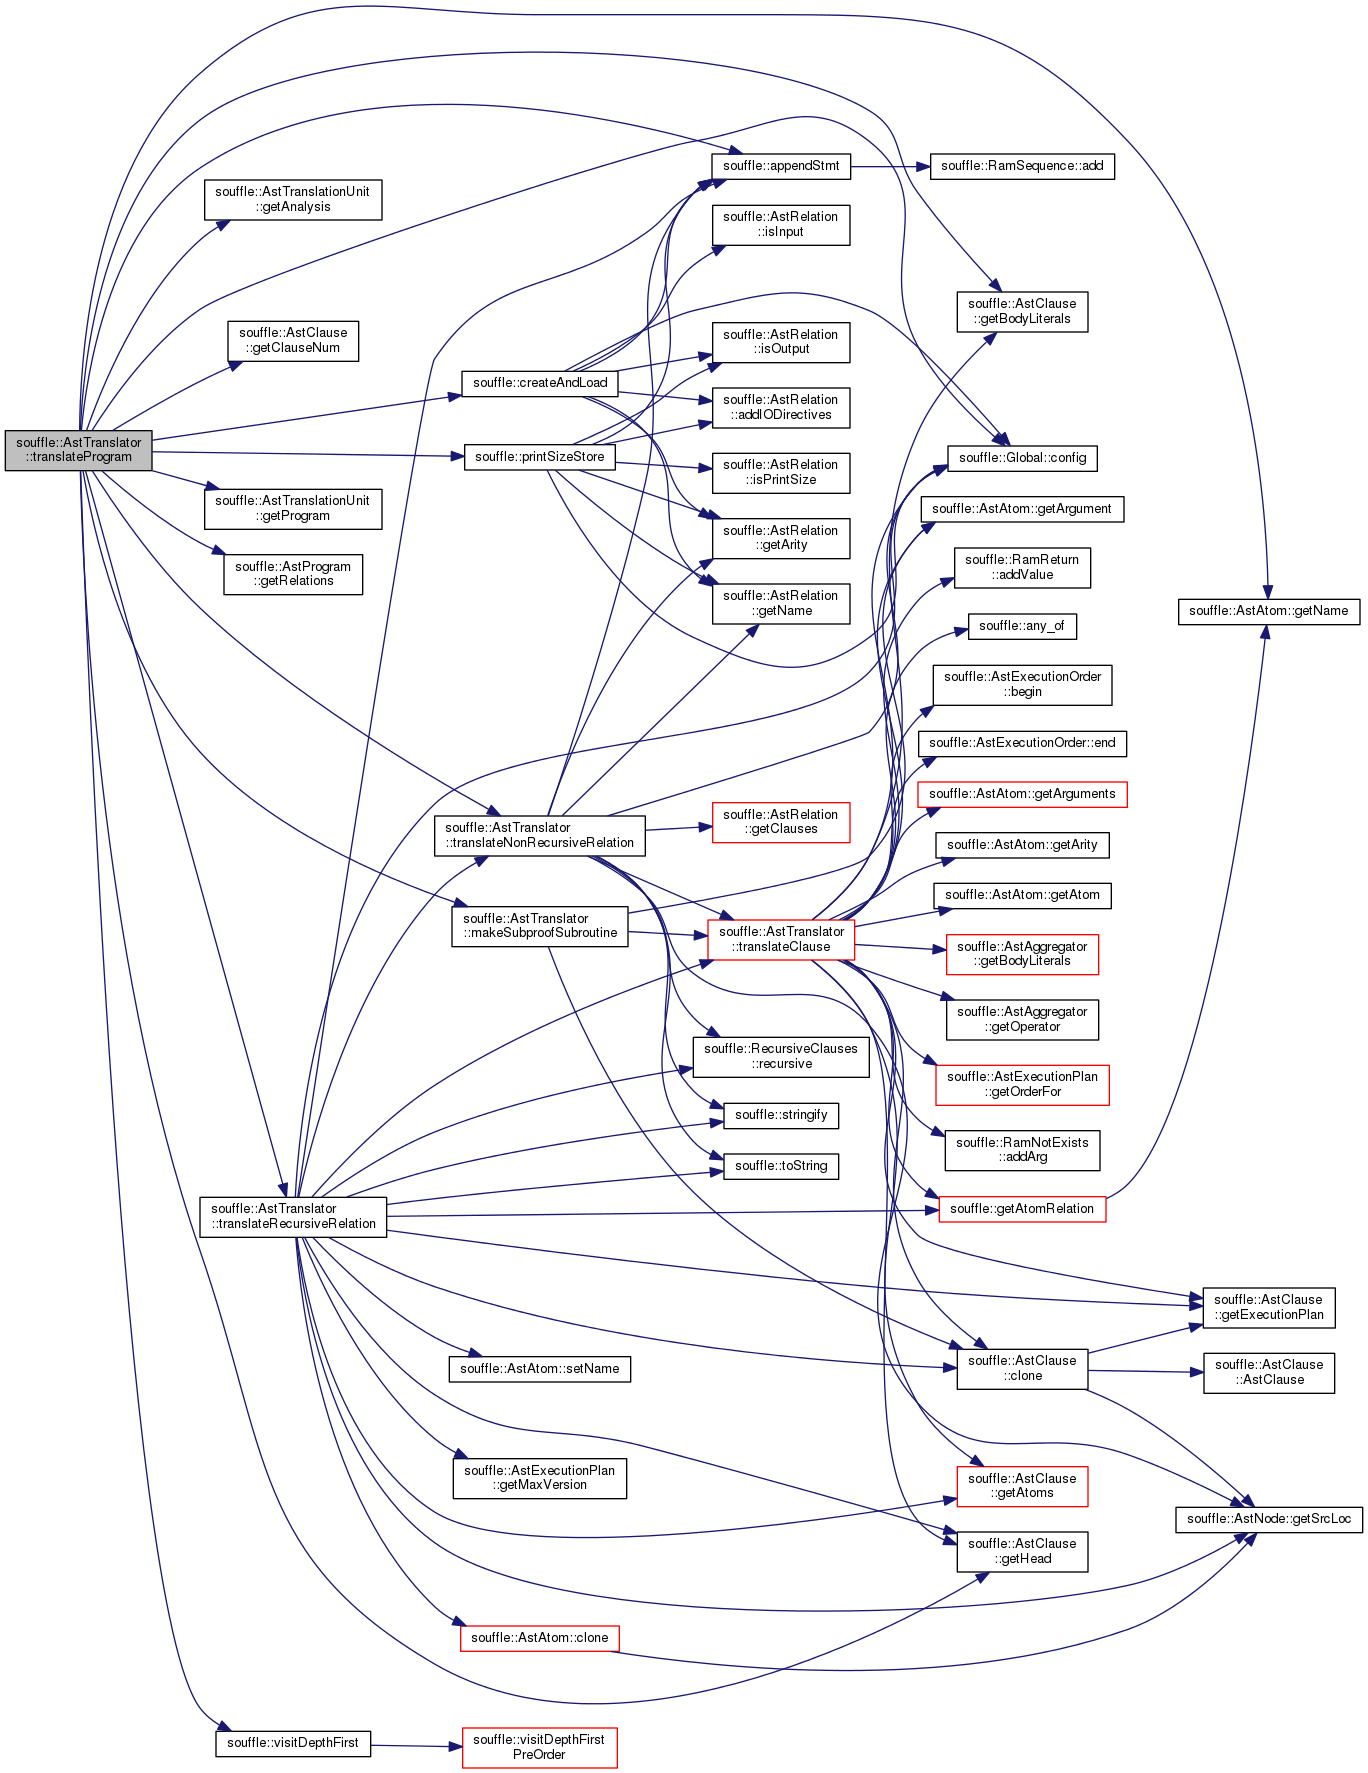 souffle::AstTranslator
::translateProgram
souffle::AstTranslationUnit
::getAnalysis
souffle::AstClause
::getClauseNum
souffle::AstTranslationUnit
::getProgram
souffle::AstProgram
::getRelations
souffle::AstTranslator
::translateRecursiveRelation
souffle::visitDepthFirst
souffle::createAndLoad
souffle::printSizeStore
souffle::AstTranslator
::translateNonRecursiveRelation
souffle::AstTranslator
::makeSubproofSubroutine
souffle::AstAtom::setName
souffle::AstExecutionPlan
::getMaxVersion
souffle::AstAtom::clone
souffle::visitDepthFirst
PreOrder
souffle::appendStmt
souffle::AstRelation
::isInput
souffle::AstRelation
::isOutput
souffle::AstRelation
::addIODirectives
souffle::AstRelation
::isPrintSize
souffle::AstRelation
::getArity
souffle::AstRelation
::getName
souffle::AstRelation
::getClauses
souffle::AstTranslator
::translateClause
souffle::RecursiveClauses
::recursive
souffle::stringify
souffle::toString
souffle::RamSequence::add
souffle::AstClause
::getBodyLiterals
souffle::Global::config
souffle::AstAtom::getArgument
souffle::RamReturn
::addValue
souffle::any_of
souffle::AstExecutionOrder
::begin
souffle::AstExecutionOrder::end
souffle::AstAtom::getArguments
souffle::AstAtom::getArity
souffle::AstAtom::getAtom
souffle::AstAggregator
::getBodyLiterals
souffle::AstAggregator
::getOperator
souffle::AstExecutionPlan
::getOrderFor
souffle::RamNotExists
::addArg
souffle::getAtomRelation
souffle::AstClause
::clone
souffle::AstClause
::getAtoms
souffle::AstClause
::getHead
souffle::AstAtom::getName
souffle::AstClause
::getExecutionPlan
souffle::AstClause
::AstClause
souffle::AstNode::getSrcLoc